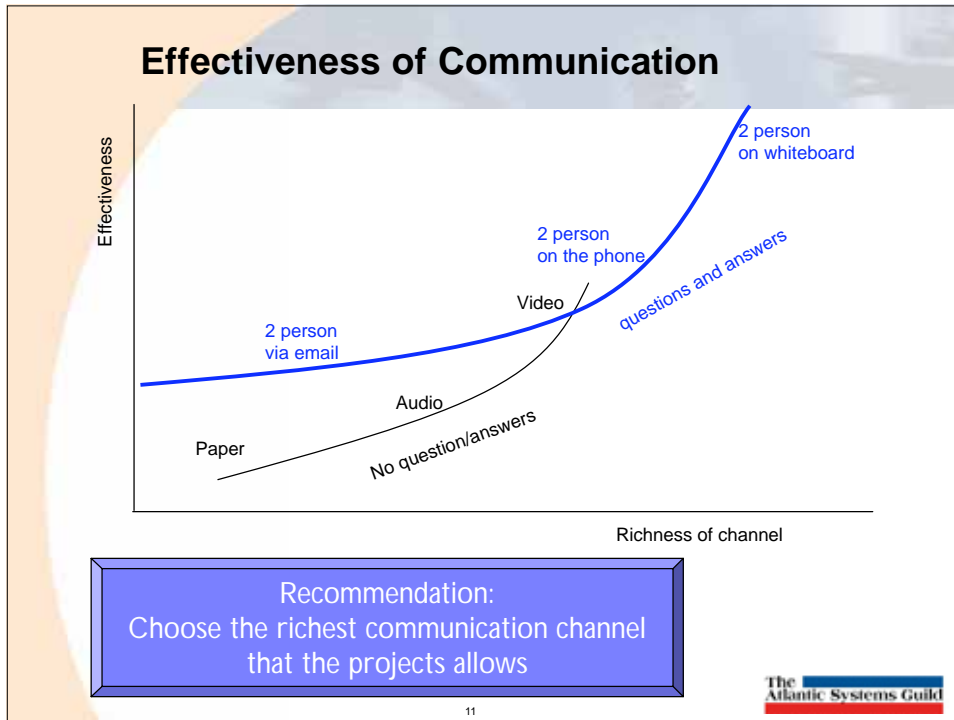 Effectiveness of Communication
Effectiveness
2 person
on whiteboard
2 person
on the phone
questions and answers
Video
2 person
via email
Audio
No question/answers
Paper
Richness of channel
Recommendation:
Choose the richest communication channel
that the projects allows
The
Atlantic Systems Guild
11